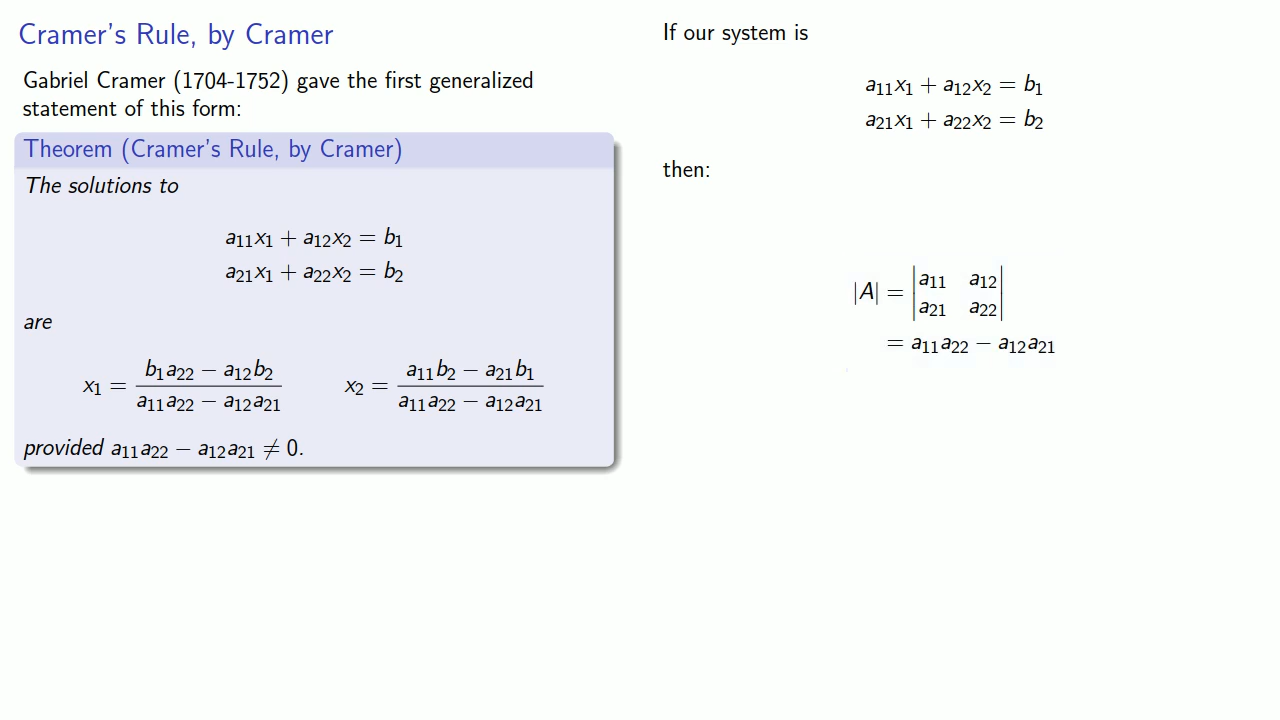 Cramer's Rule, by Cramer
Gabriel Cramer (1704-1752) gave the first generalized
statement of this form:
Theorem (Cramer's Rule, by Cramer)
The solutions to
a₁₁x₁ + a₁₂x₂ = b₁
a₂₁x₁ + a₂₂x₂ = b₂
are
x₁ = (b₁a₂₂ − a₁₂b₂)/(a₁₁a₂₂ − a₁₂a₂₁) x₂ = (a₁₁b₂ − a₂₁b₁)/(a₁₁a₂₂ − a₁₂a₂₁)
provided a₁₁a₂₂ − a₁₂a₂₁ ≠ 0.
If our system is
a₁₁x₁ + a₁₂x₂ = b₁
a₂₁x₁ + a₂₂x₂ = b₂
then:
|A| = |a₁₁ a₁₂|
|a₂₁ a₂₂|
= a₁₁a₂₂ − a₁₂a₂₁